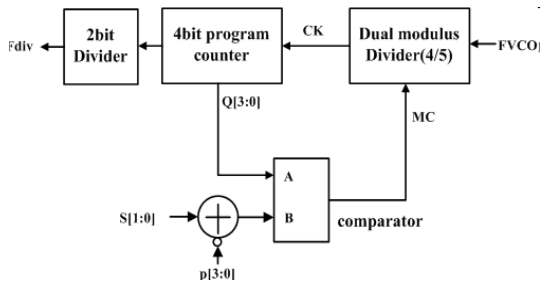 2bit
Divider
4bit program
counter
CK
Dual modulus
Divider(4/5)
Fdiv
FVCO
Q[3:0]
MC
A
B
S[1:0]
comparator
p[3:0]